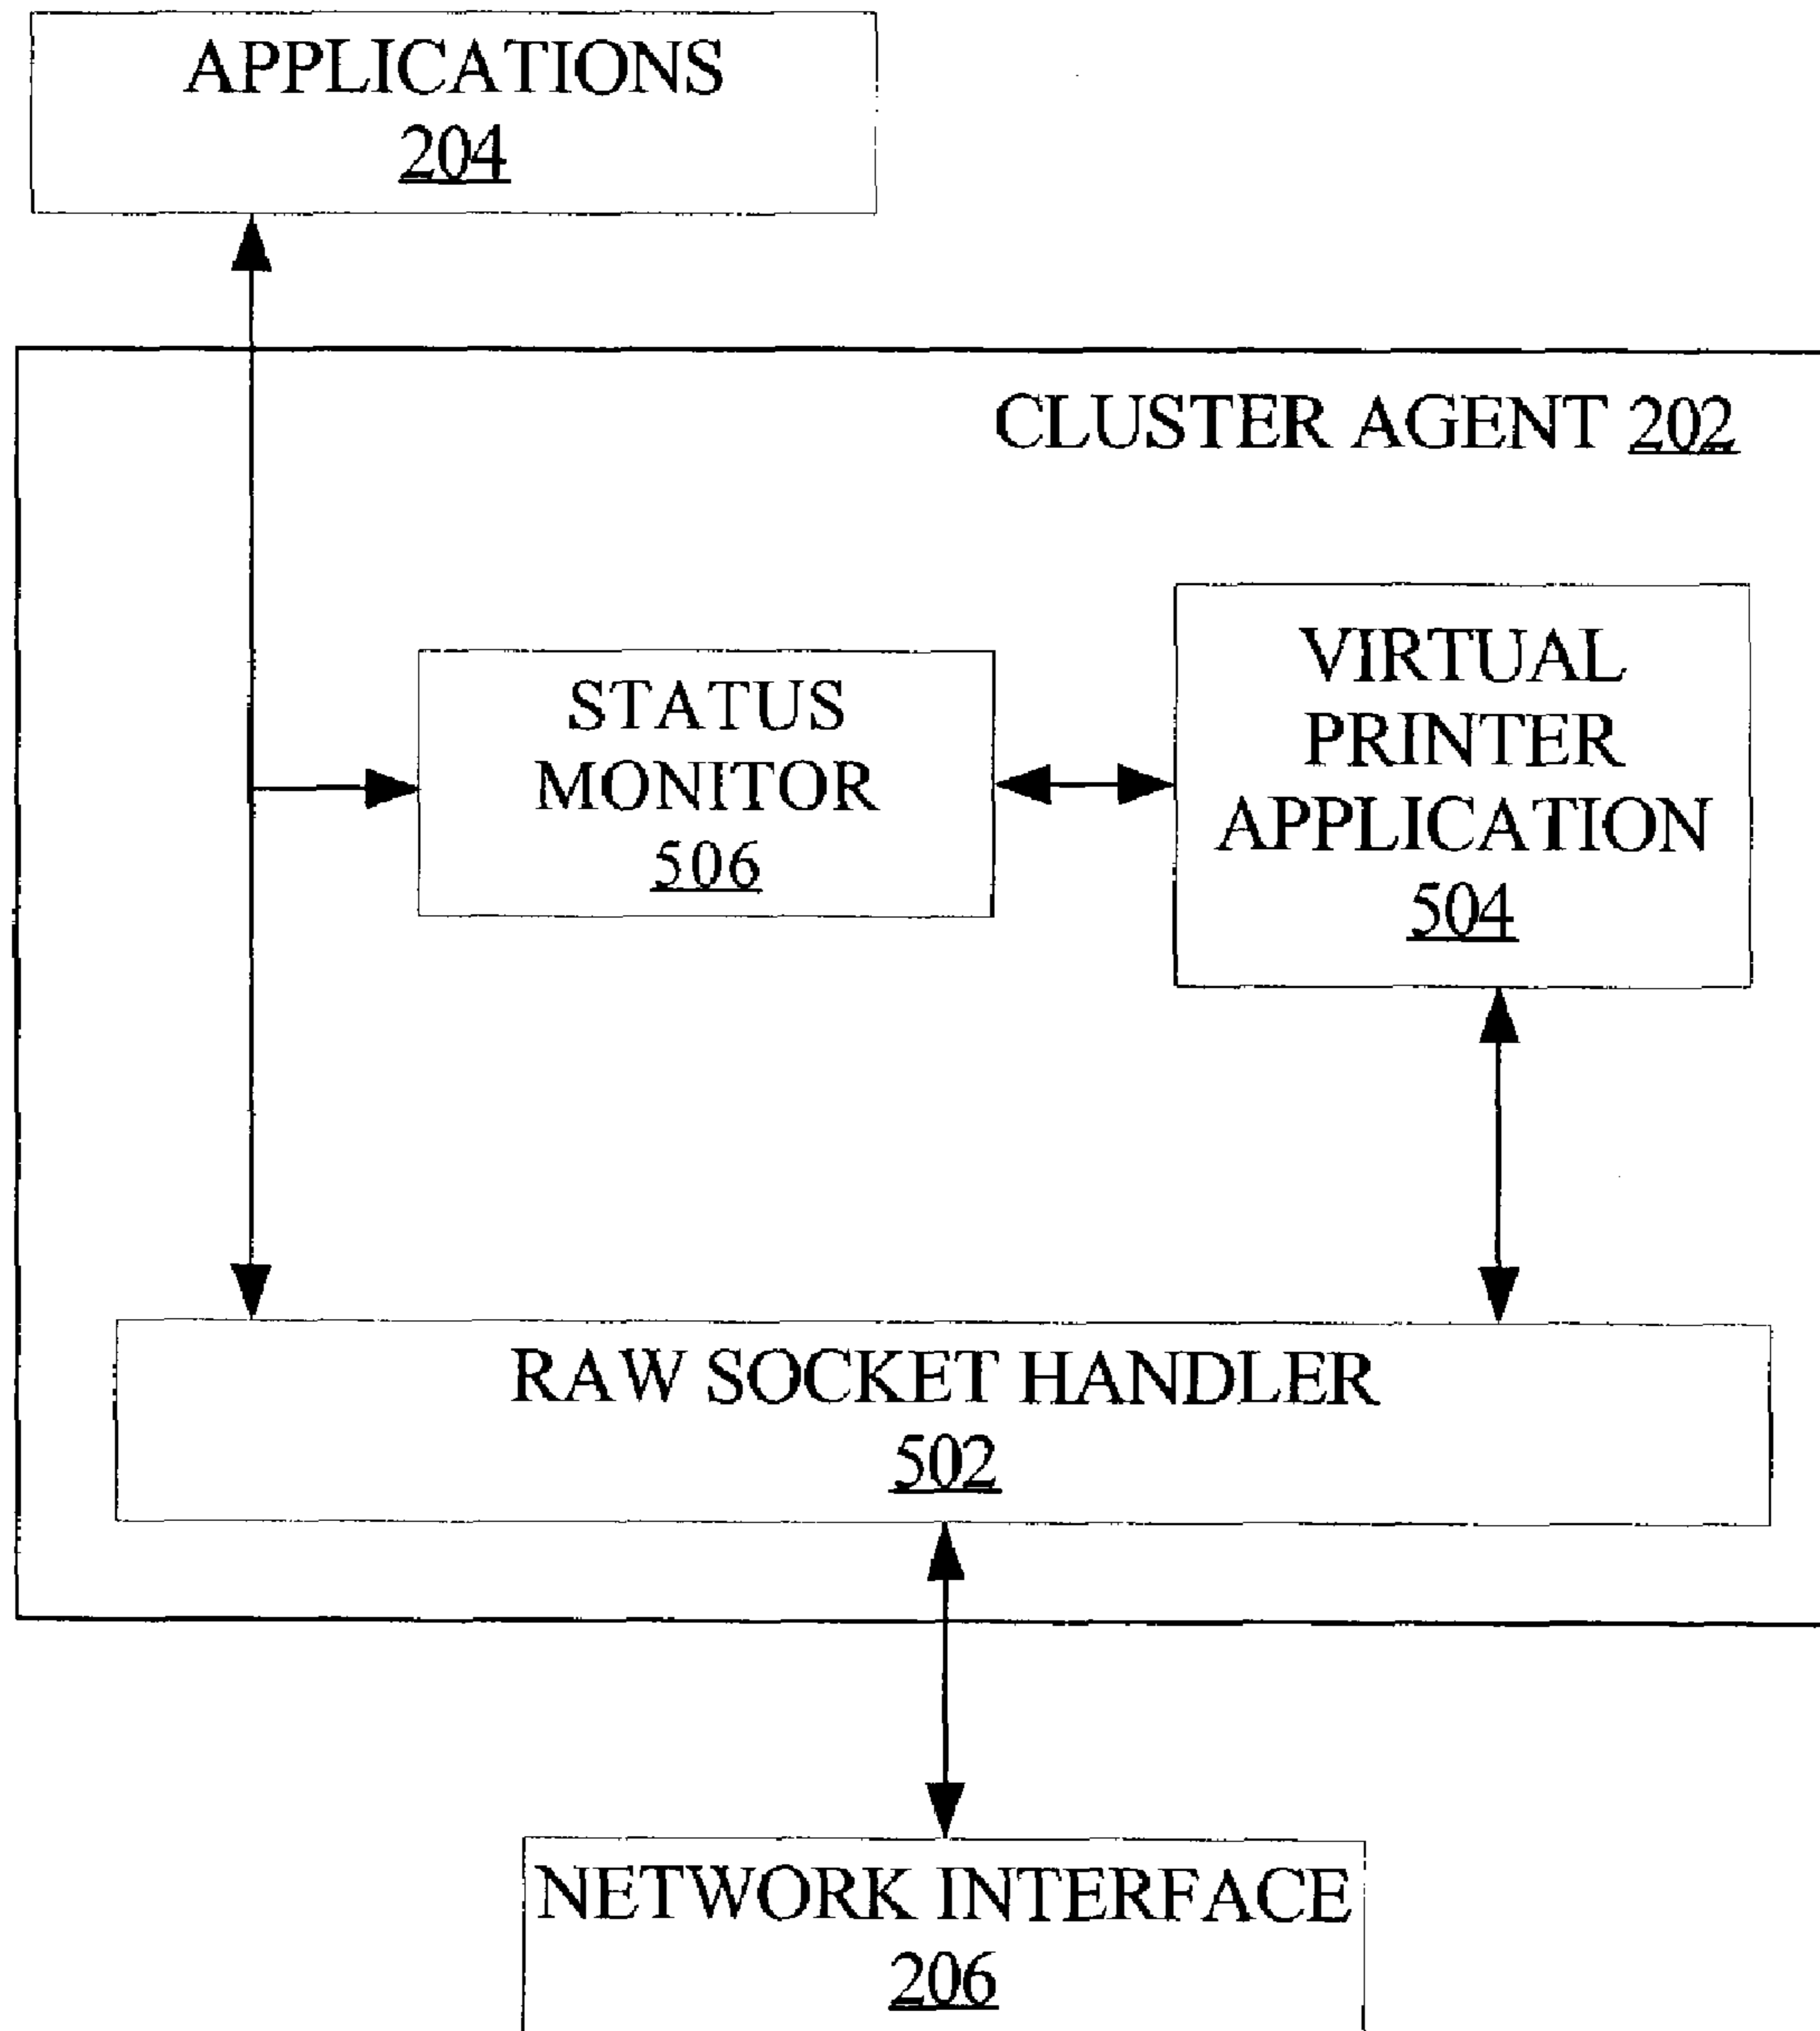 APPLICATIONS
204
CLUSTER AGENT 202
STATUS
MONITOR
506
VIRTUAL
PRINTER
APPLICATION
504
RAW SOCKET HANDLER
502
NETWORK INTERFACE
206